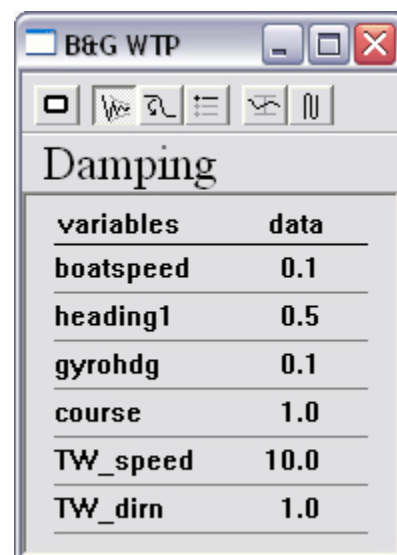 B&G WTP
Damping
variables data
boatspeed 0.1
heading1 0.5
gyrohdg 0.1
course 1.0
TW_speed 10.0
TW_dirn 1.0